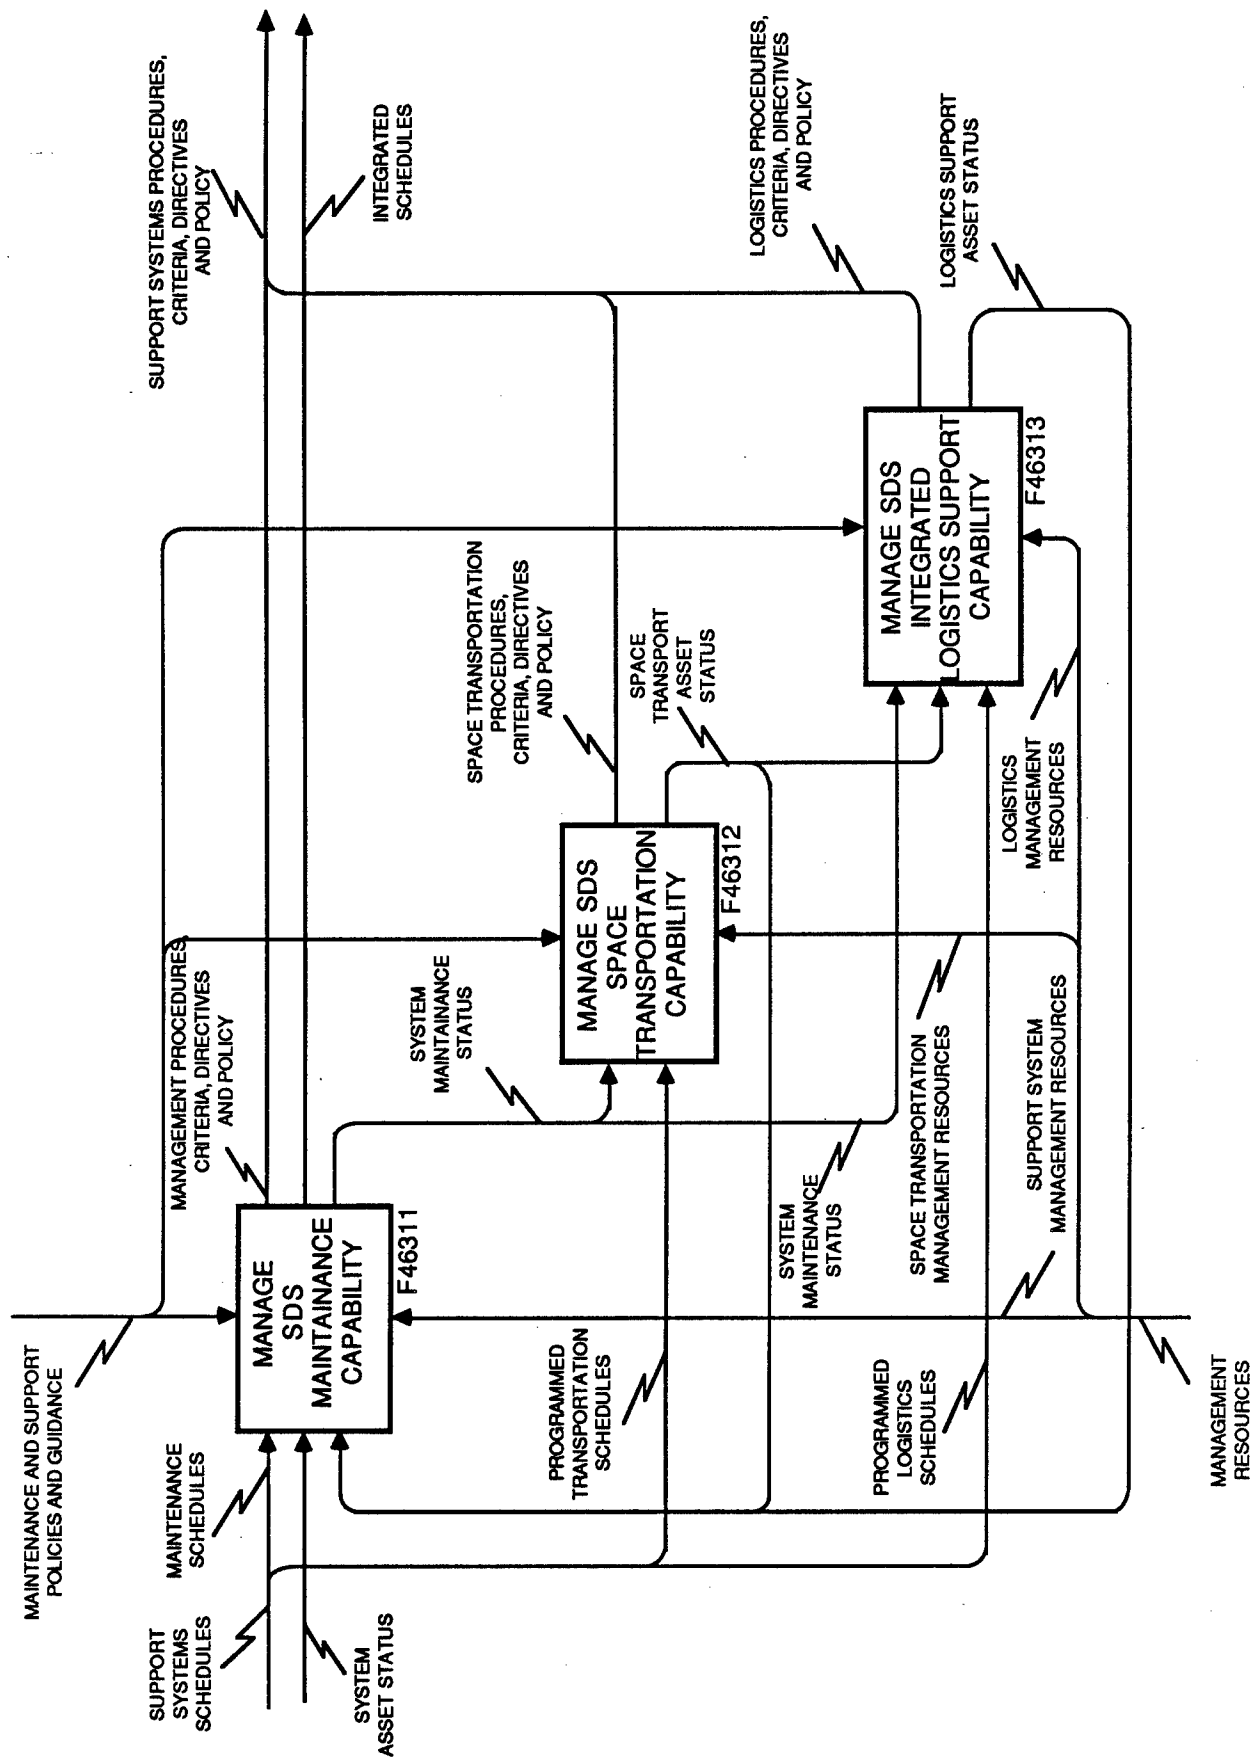 MAINTENANCE AND SUPPORT
POLICIES AND GUIDANCE
SUPPORT SYSTEMS PROCEDURES,
CRITERIA, DIRECTIVES
AND POLICY
MANAGEMENT PROCEDURES
CRITERIA, DIRECTIVES
AND POLICY
SUPPORT
SYSTEMS
SCHEDULES
MAINTENANCE
SCHEDULES
MANAGE
SDS
MAINTAINANCE
CAPABILITY
F46311
INTEGRATED
SCHEDULES
SYSTEM
ASSET STATUS
SYSTEM
MAINTAINANCE
STATUS
SPACE TRANSPORTATION
PROCEDURES,
CRITERIA, DIRECTIVES
AND POLICY
PROGRAMMED
TRANSPORTATION
SCHEDULES
MANAGE SDS
SPACE
TRANSPORTATION
CAPABILITY
F46312
SPACE
TRANSPORT
ASSET
STATUS
LOGISTICS PROCEDURES,
CRITERIA, DIRECTIVES
AND POLICY
SYSTEM
MAINTENANCE
STATUS
PROGRAMMED
LOGISTICS
SCHEDULES
SPACE TRANSPORTATION
MANAGEMENT RESOURCES
MANAGE SDS
INTEGRATED
LOGISTICS SUPPORT
CAPABILITY
F46313
LOGISTICS SUPPORT
ASSET STATUS
LOGISTICS
MANAGEMENT
RESOURCES
SUPPORT SYSTEM
MANAGEMENT RESOURCES
MANAGEMENT
RESOURCES